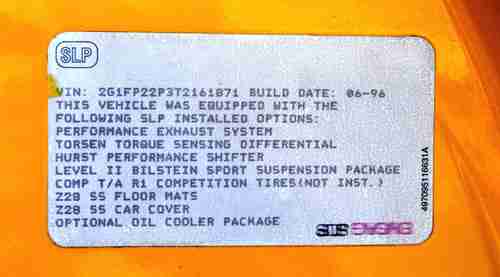 SLP
VIN: 2G1FP22P3T2161871 BUILD DATE: 06-96
THIS VEHICLE WAS EQUIPPED WITH THE
FOLLOWING SLP INSTALLED OPTIONS:
PERFORMANCE EXHAUST SYSTEM
TORSEN TORQUE SENSING DIFFERENTIAL
HURST PERFORMANCE SHIFTER
LEVEL II BILSTEIN SPORT SUSPENSION PACKAGE
COMP T/A R1 COMPETITION TIRES(NOT INST.)
Z28 SS FLOOR MATS
Z28 SS CAR COVER
OPTIONAL OIL COOLER PACKAGE
497095116631A